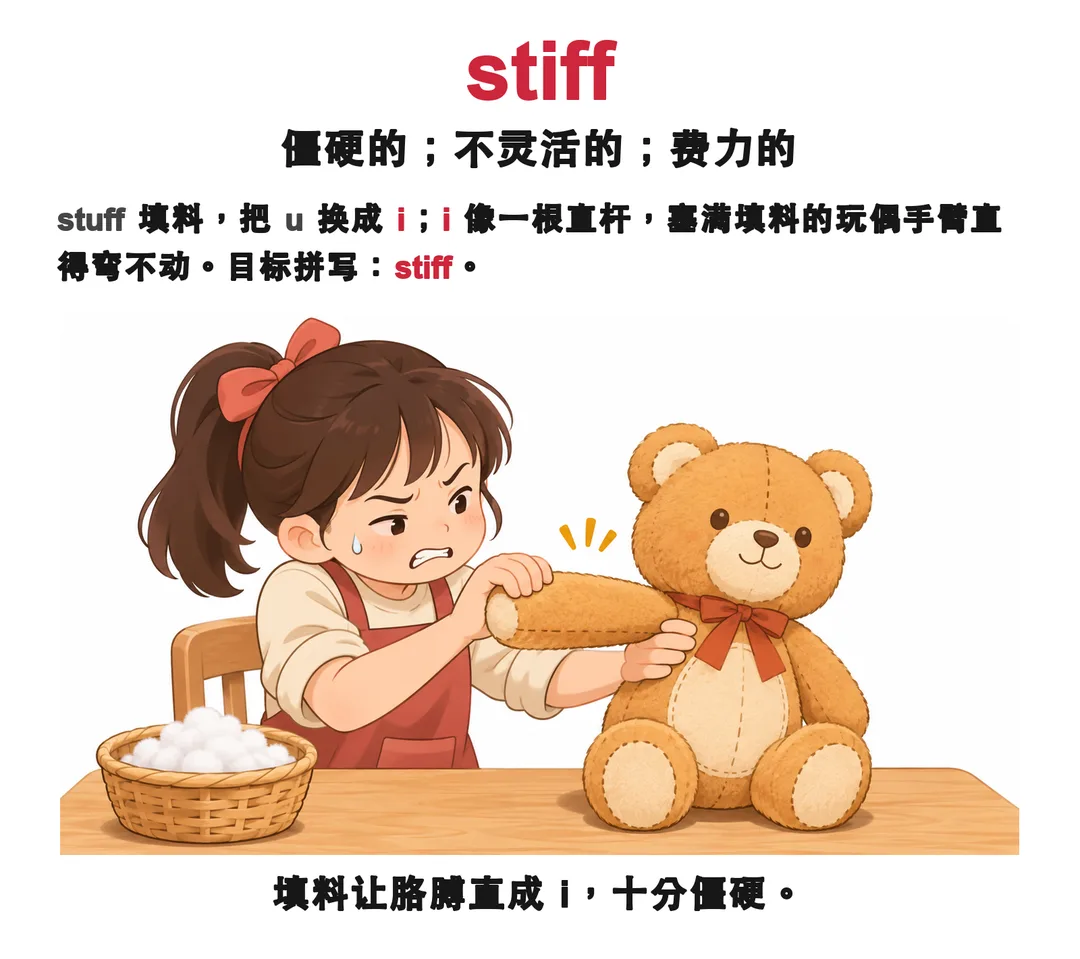 stiff
僵硬的；不灵活的；费力的
stuff 填料，把 u 换成 i；i 像一根直杆，塞满填料的玩偶手臂直
得弯不动。目标拼写：stiff。
填料让胳膊直成 i，十分僵硬。